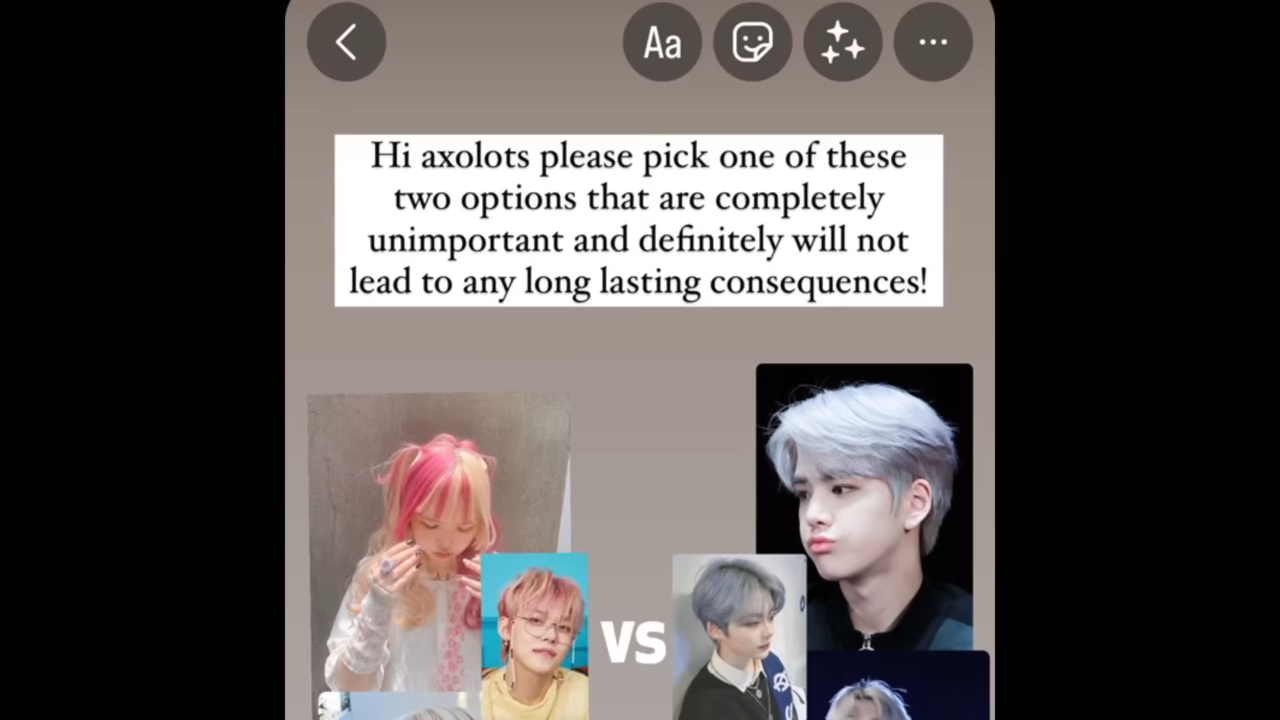 Aa
Hi axolots please pick one of these
two options that are completely
unimportant and definitely will not
lead to any long lasting consequences!
VS